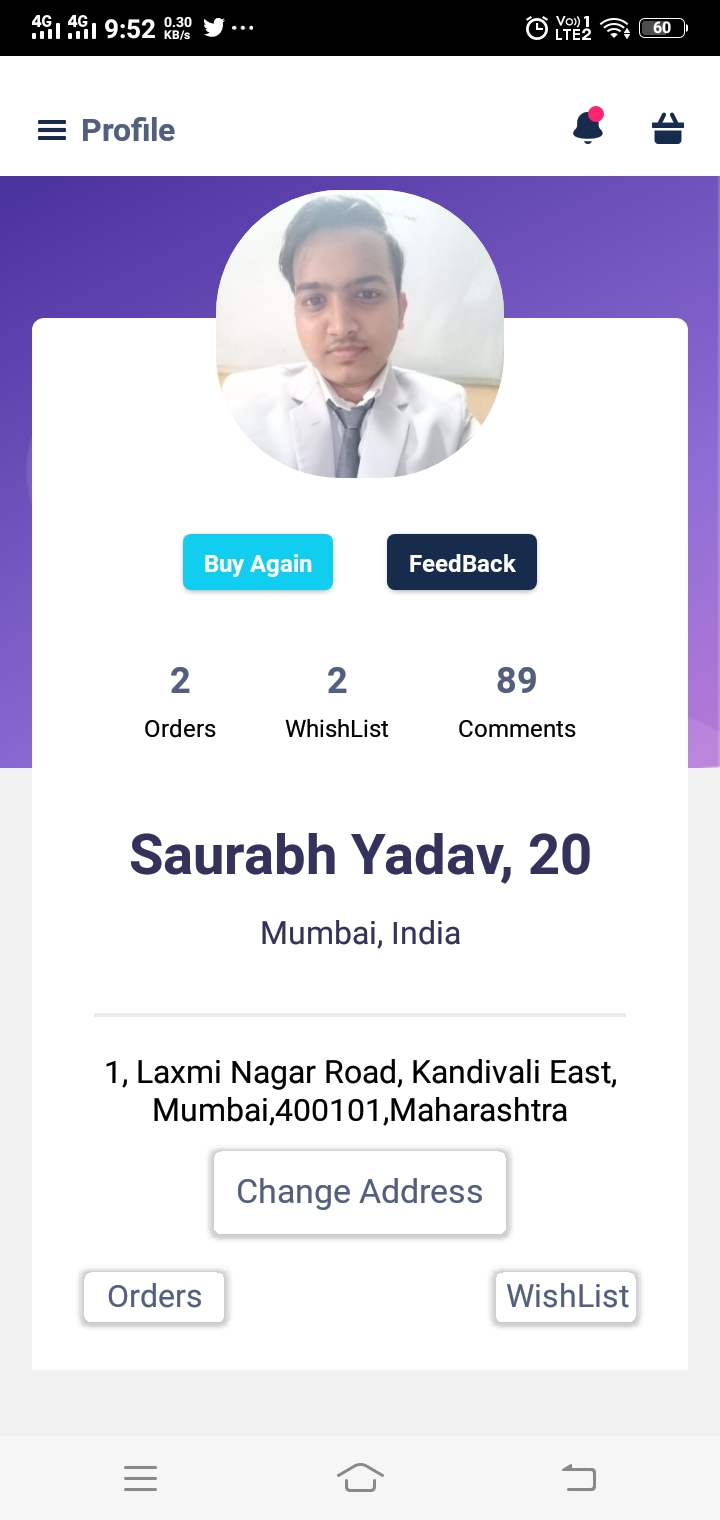 4G 4G 9:52 0.30 KB/s Vo)) 1 LTE2 60
Profile
Buy Again FeedBack
2 2 89
Orders WhishList Comments
Saurabh Yadav, 20
Mumbai, India
1, Laxmi Nagar Road, Kandivali East,
Mumbai,400101,Maharashtra
Change Address
Orders WishList